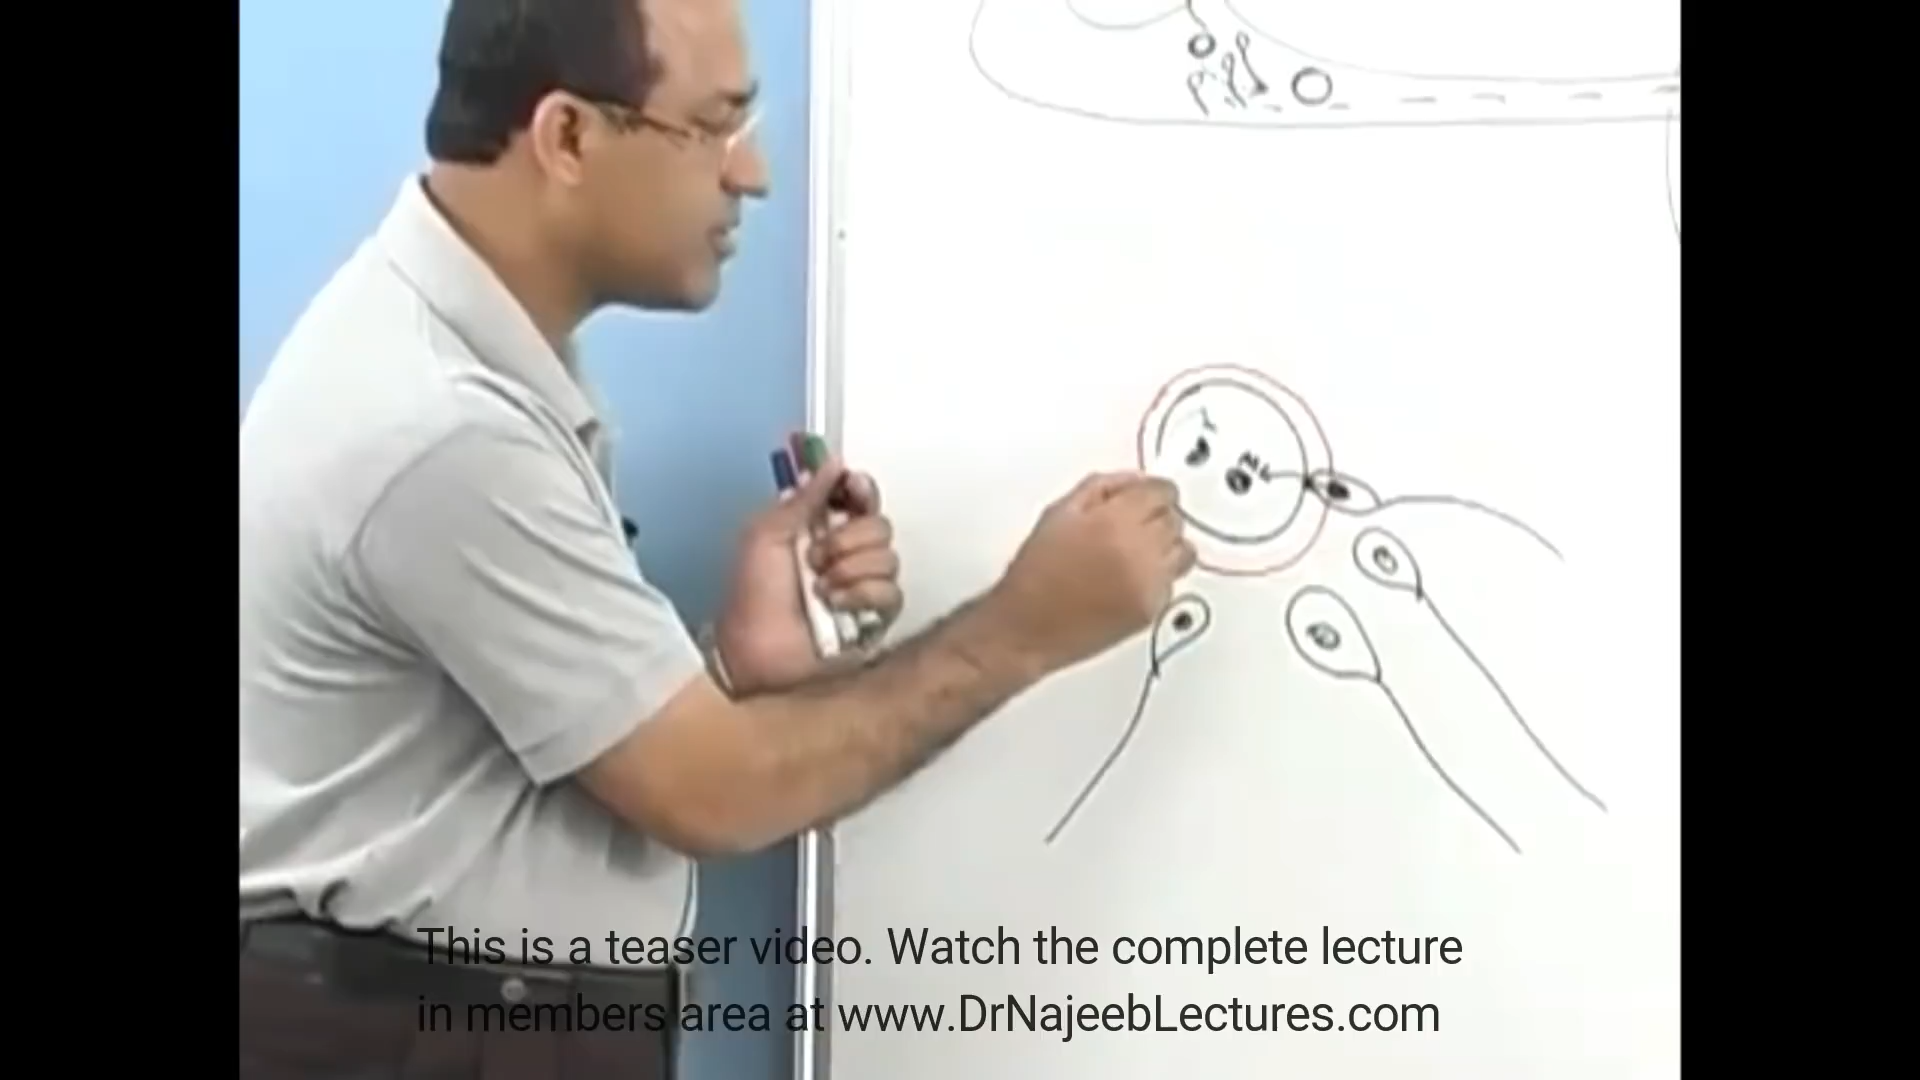 This is a teaser video. Watch the complete lecture
in members area at www.DrNajeebLectures.com